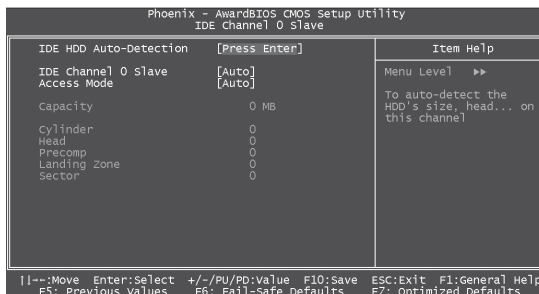 Phoenix - AwardBIOS CMOS Setup Utility
IDE Channel 0 Slave
IDE HDD Auto-Detection [Press Enter]
Item Help
IDE Channel 0 Slave [Auto]
Access Mode [Auto]
Menu Level ▶▶
Capacity 0 MB
To auto-detect the
HDD's size, head... on
this channel
Cylinder 0
Head 0
Precomp 0
Landing Zone 0
Sector 0
↑↓→←:Move Enter:Select +/-/PU/PD:Value F10:Save ESC:Exit F1:General Help
F5: Previous Values F6: Fail-Safe Defaults F7: Optimized Defaults